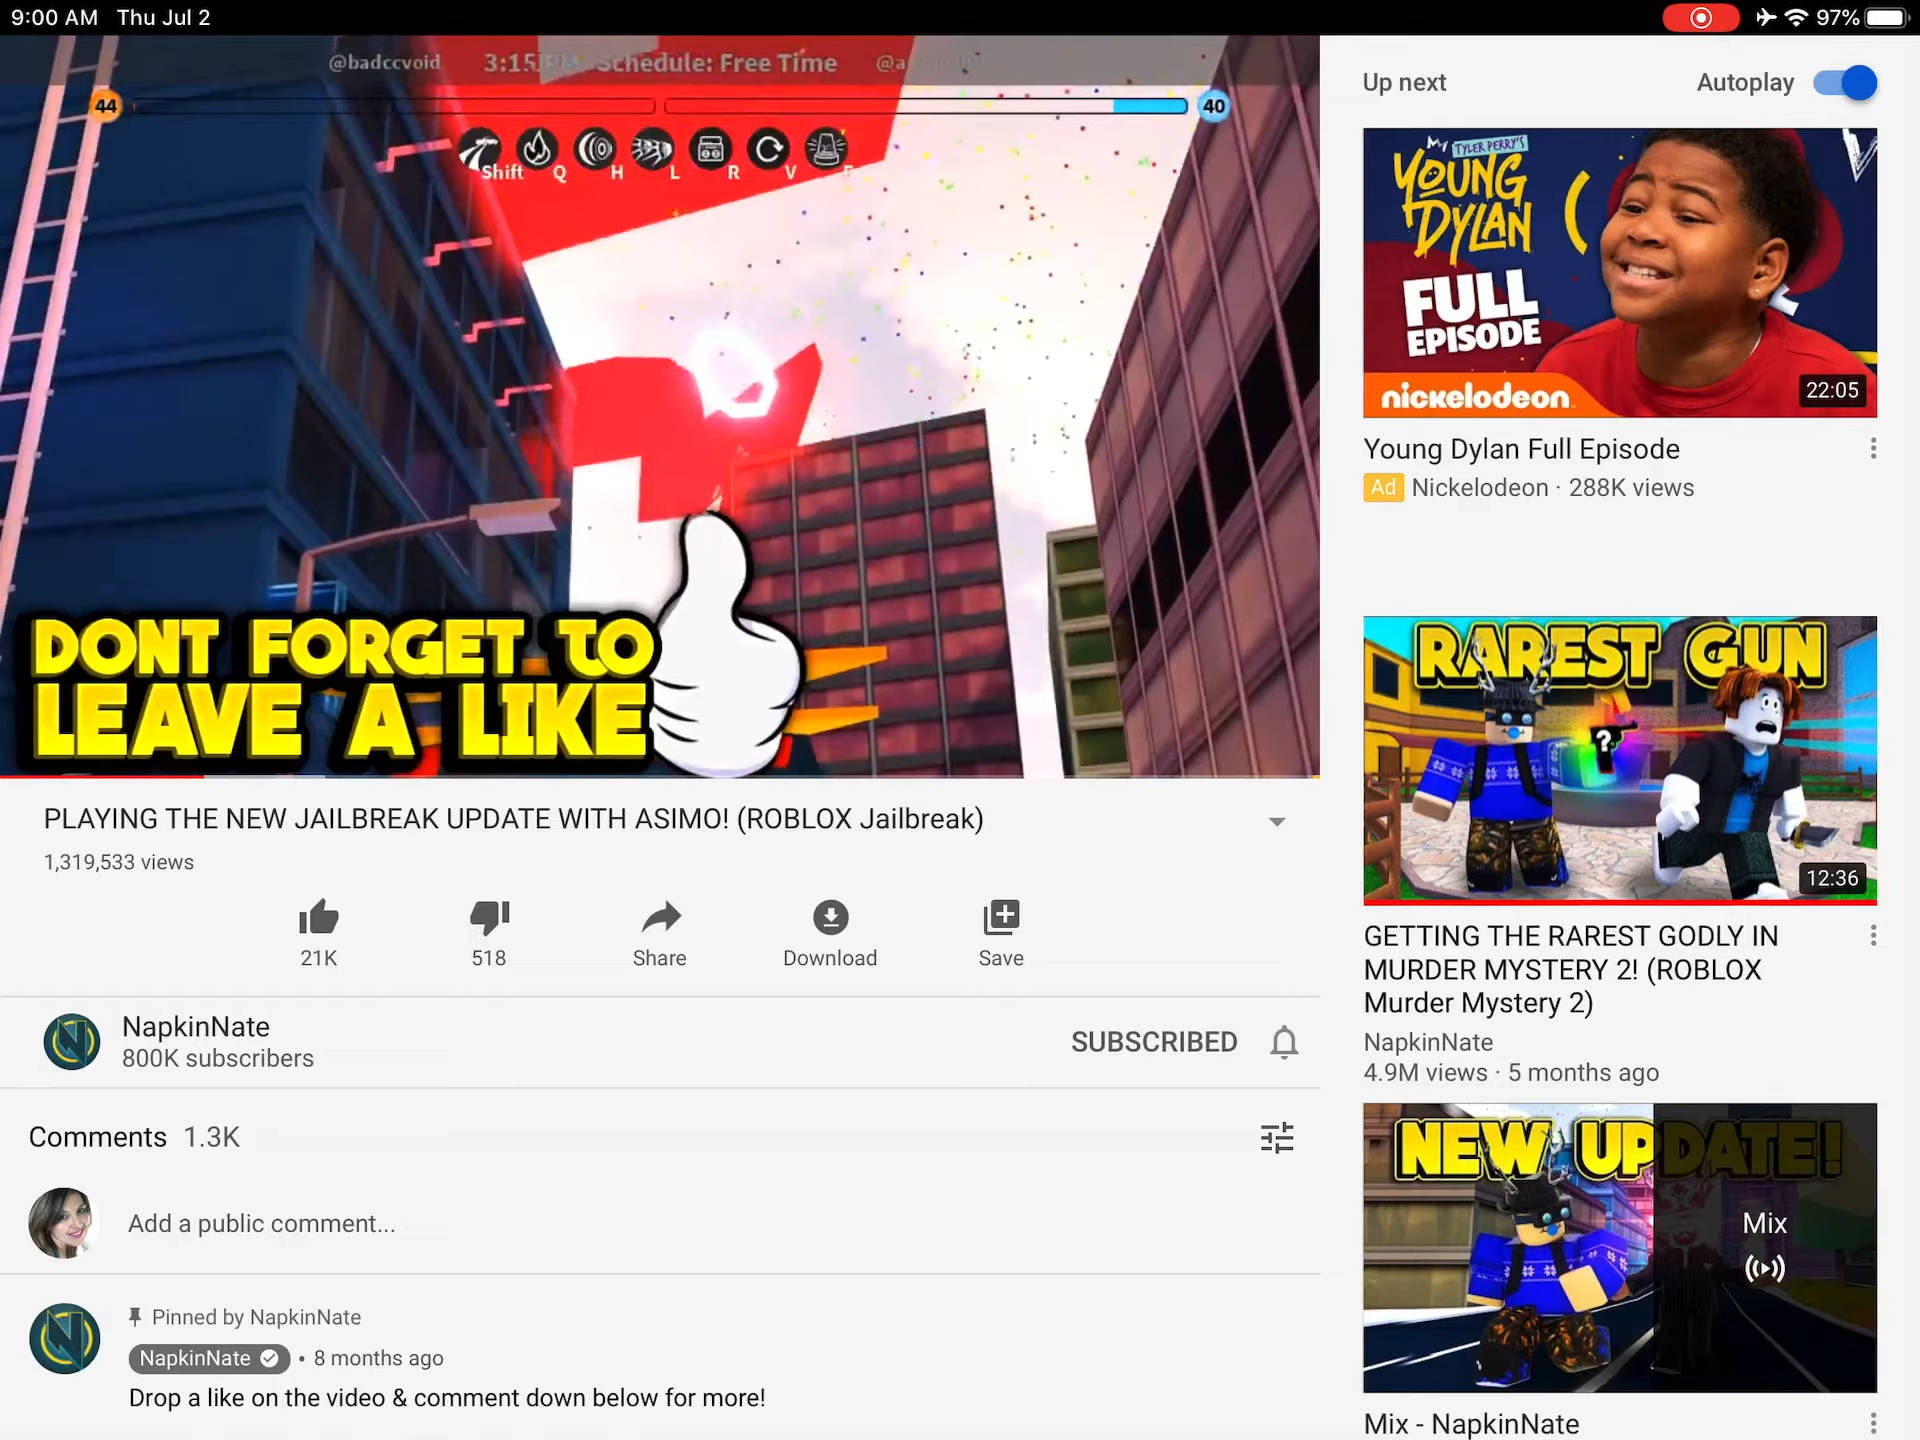 9:00 AM Thu Jul 2
97%
@badccvoid
Schedule: Free Time
44
40
Shift Q H L R V
DONT FORGET TO
LEAVE A LIKE
PLAYING THE NEW JAILBREAK UPDATE WITH ASIMO! (ROBLOX Jailbreak)
1,319,533 views
21K
518
Share
Download
Save
NapkinNate
800K subscribers
SUBSCRIBED
Comments 1.3K
Add a public comment...
Pinned by NapkinNate
NapkinNate • 8 months ago
Drop a like on the video & comment down below for more!
Up next
Autoplay
TYLER PERRY'S
YOUNG
DYLAN
FULL
EPISODE
nickelodeon
22:05
Young Dylan Full Episode
Ad Nickelodeon · 288K views
RAREST GUN
?
12:36
GETTING THE RAREST GODLY IN
MURDER MYSTERY 2! (ROBLOX
Murder Mystery 2)
NapkinNate
4.9M views · 5 months ago
NEW UPDATE!
Mix
Mix - NapkinNate